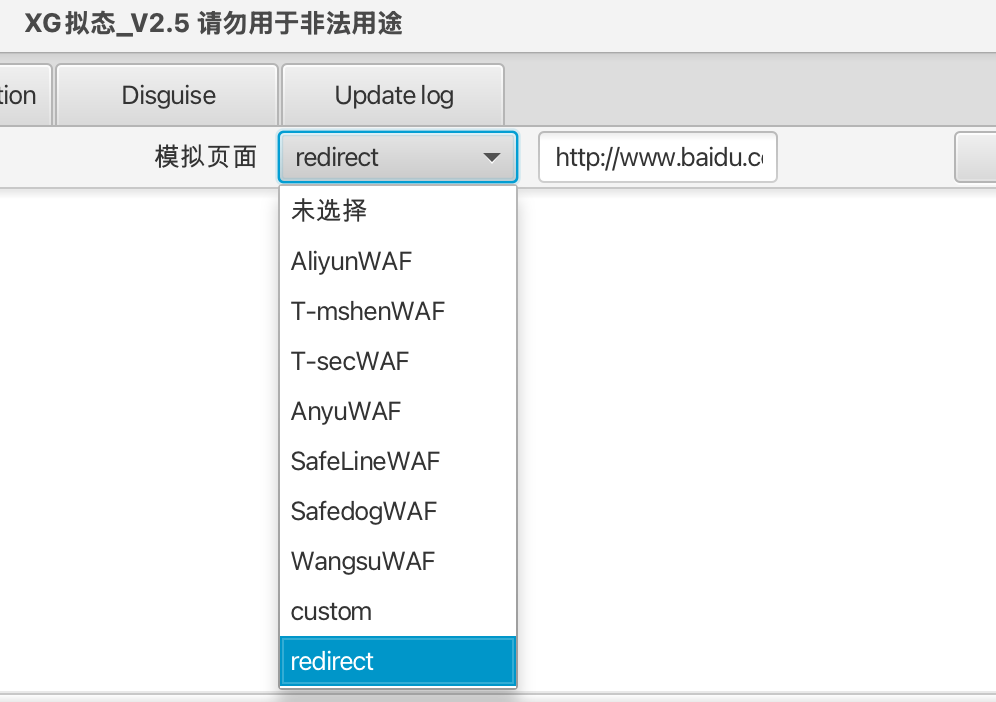 XG拟态_V2.5 请勿用于非法用途
tion Disguise Update log
模拟页面 redirect http://www.baidu.c
未选择
AliyunWAF
T-mshenWAF
T-secWAF
AnyuWAF
SafeLineWAF
SafedogWAF
WangsuWAF
custom
redirect